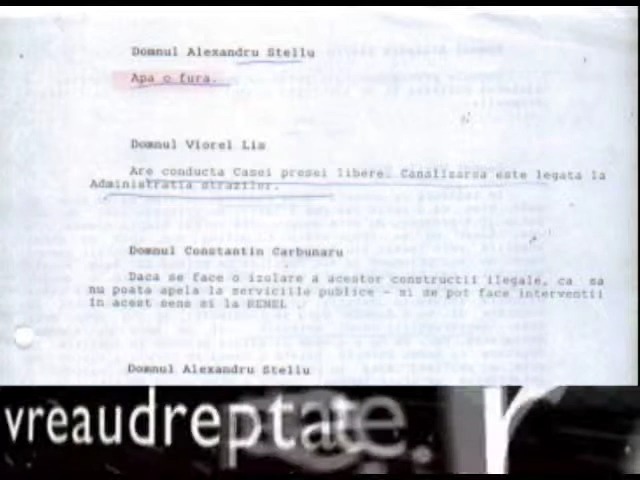 Domnul Alexandru Stellu
Apa o fura.
Domnul Viorel Lia
Are conducta Casei presei libere. Canalizarea este legata la
Administratia strazilor.
Domnul Constantin Carbunaru
Daca se face o izolare a acestor constructii ilegale, ca sa
nu poata apela la serviciile publice - si se pot face interventii
in acest sens si la RENEL
Domnul Alexandru Stellu
vreaudreptate.r